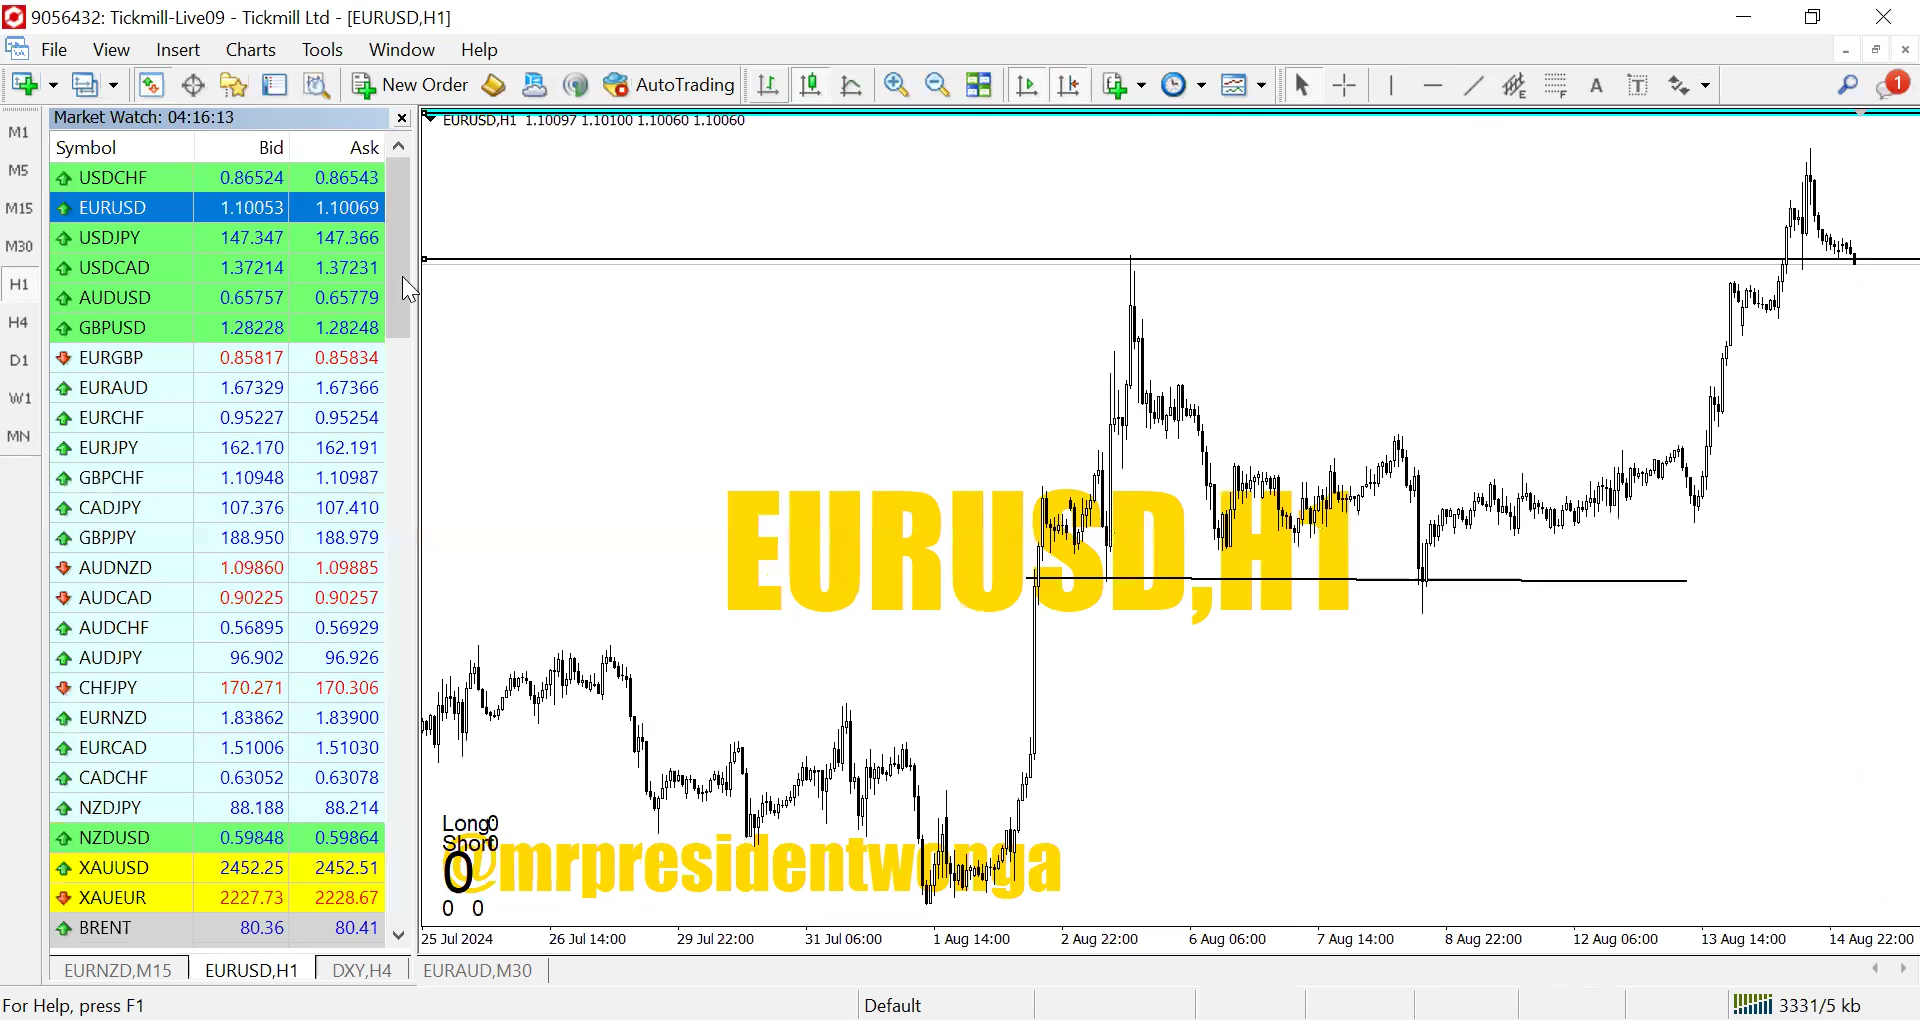 9056432: Tickmill-Live09 - Tickmill Ltd - [EURUSD,H1]
File View Insert Charts Tools Window Help
New Order AutoTrading A T 1
Market Watch: 04:16:13
Symbol Bid Ask
USDCHF 0.86524 0.86543
EURUSD 1.10053 1.10069
USDJPY 147.347 147.366
USDCAD 1.37214 1.37231
AUDUSD 0.65757 0.65779
GBPUSD 1.28228 1.28248
EURGBP 0.85817 0.85834
EURAUD 1.67329 1.67366
EURCHF 0.95227 0.95254
EURJPY 162.170 162.191
GBPCHF 1.10948 1.10987
CADJPY 107.376 107.410
GBPJPY 188.950 188.979
AUDNZD 1.09860 1.09885
AUDCAD 0.90225 0.90257
AUDCHF 0.56895 0.56929
AUDJPY 96.902 96.926
CHFJPY 170.271 170.306
EURNZD 1.83862 1.83900
EURCAD 1.51006 1.51030
CADCHF 0.63052 0.63078
NZDJPY 88.188 88.214
NZDUSD 0.59848 0.59864
XAUUSD 2452.25 2452.51
XAUEUR 2227.73 2228.67
BRENT 80.36 80.41
M1
M5
M15
M30
H1
H4
D1
W1
MN
EURUSD,H1 1.10097 1.10100 1.10060 1.10060
EURUSD,H1
Long0
Short0
0
@mrpresidentwonga
0 0
25 Jul 2024 26 Jul 14:00 29 Jul 22:00 31 Jul 06:00 1 Aug 14:00 2 Aug 22:00 6 Aug 06:00 7 Aug 14:00 8 Aug 22:00 12 Aug 06:00 13 Aug 14:00 14 Aug 22:00
EURNZD,M15 EURUSD,H1 DXY,H4 EURAUD,M30
For Help, press F1 Default 3331/5 kb